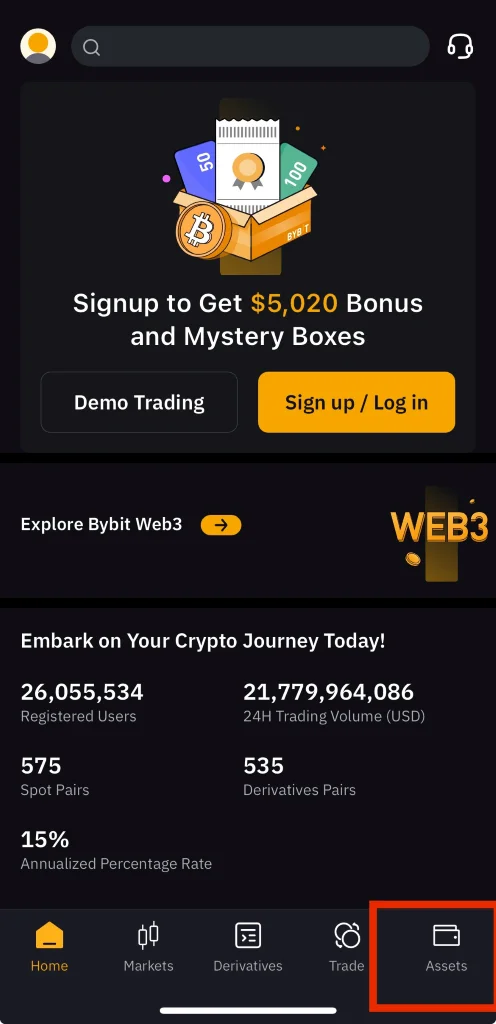 50
100
BYBIT
Signup to Get $5,020 Bonus
and Mystery Boxes
Demo Trading
Sign up / Log in
Explore Bybit Web3
WEB3
Embark on Your Crypto Journey Today!
26,055,534
21,779,964,086
Registered Users
24H Trading Volume (USD)
575
535
Spot Pairs
Derivatives Pairs
15%
Annualized Percentage Rate
Home
Markets
Derivatives
Trade
Assets